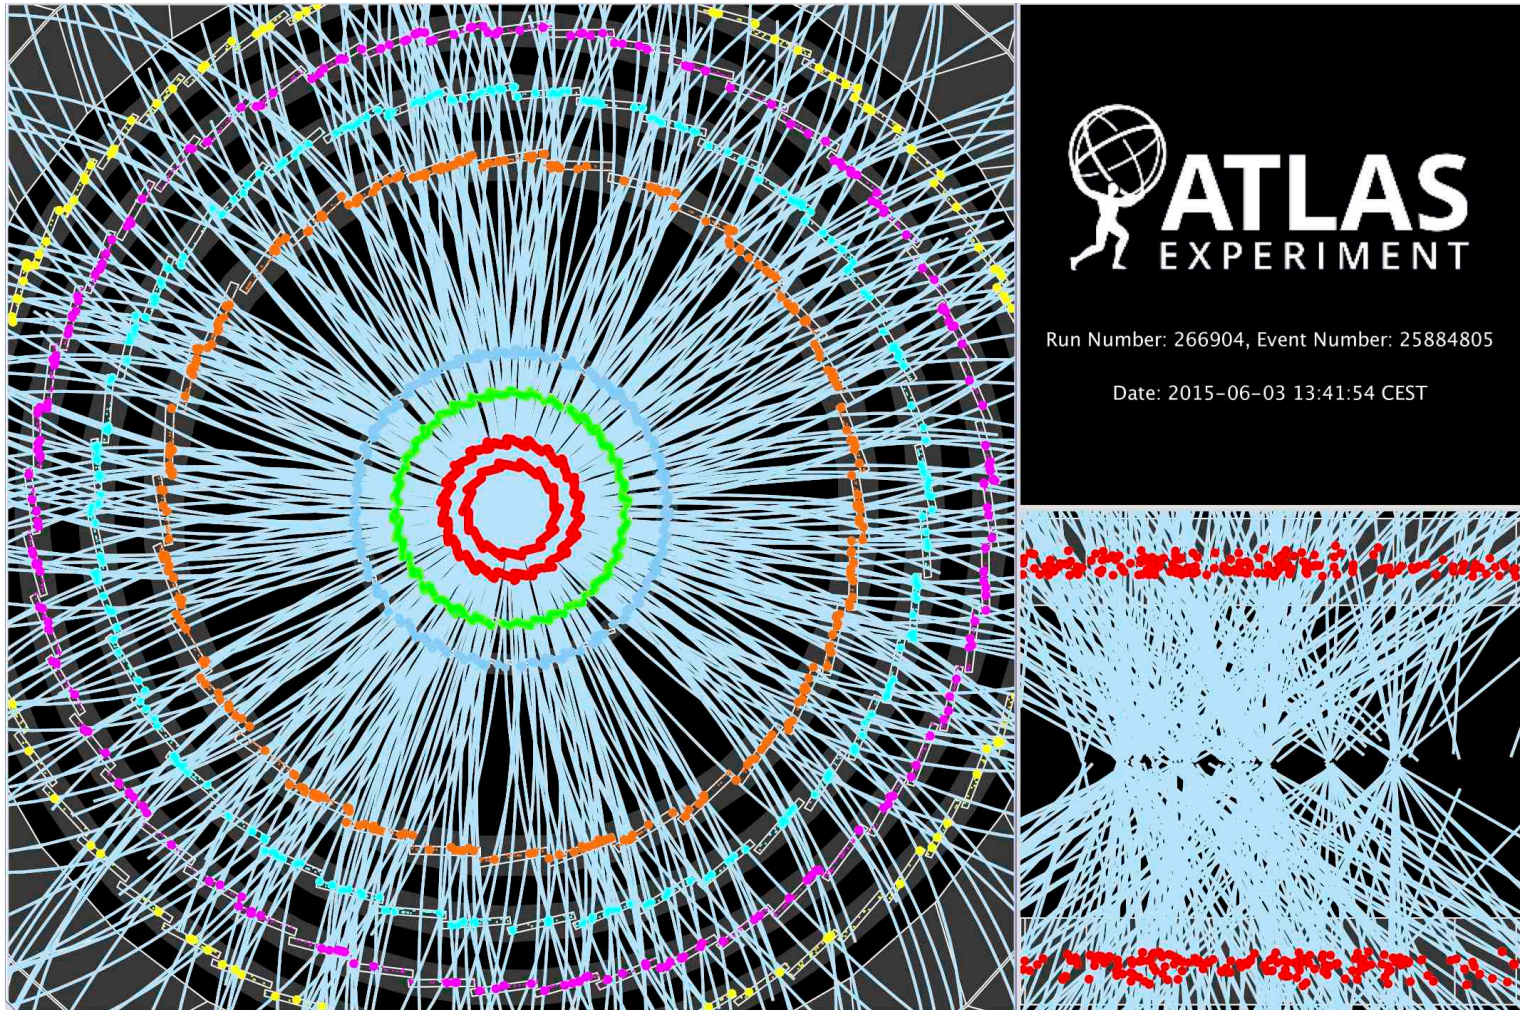 ATLAS
EXPERIMENT
Run Number: 266904, Event Number: 25884805
Date: 2015-06-03 13:41:54 CEST